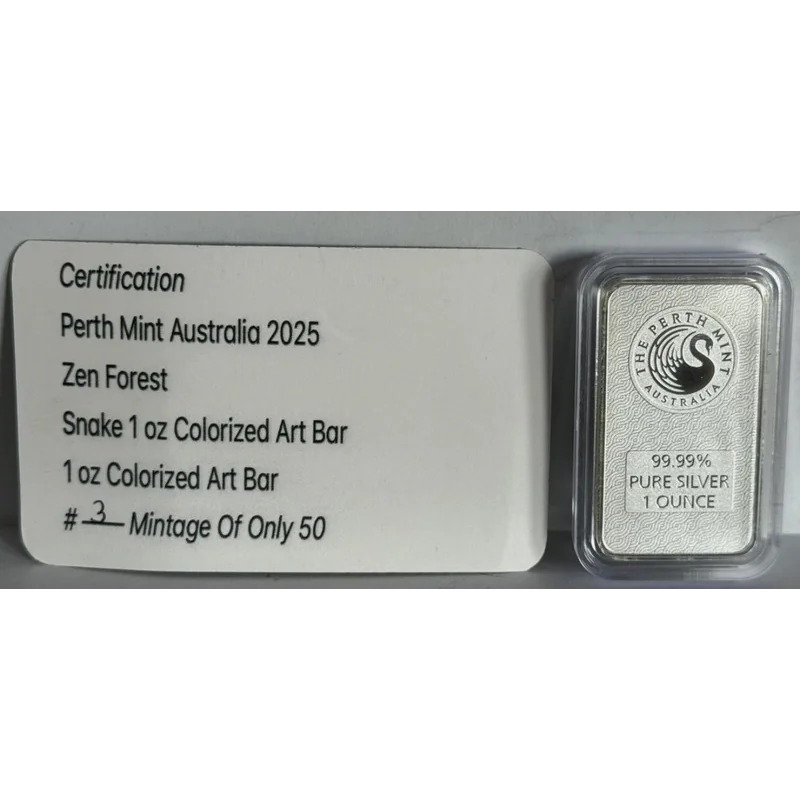 Certification
Perth Mint Australia 2025
Zen Forest
Snake 1 oz Colorized Art Bar
1 oz Colorized Art Bar
# 3 Mintage Of Only 50
THE PERTH MINT
AUSTRALIA
99.99%
PURE SILVER
1 OUNCE